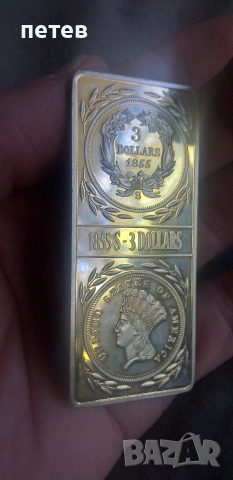 петев
3
DOLLARS
1855
S
1855 S - 3 DOLLARS
UNITED STATES OF AMERICA
BAZAR